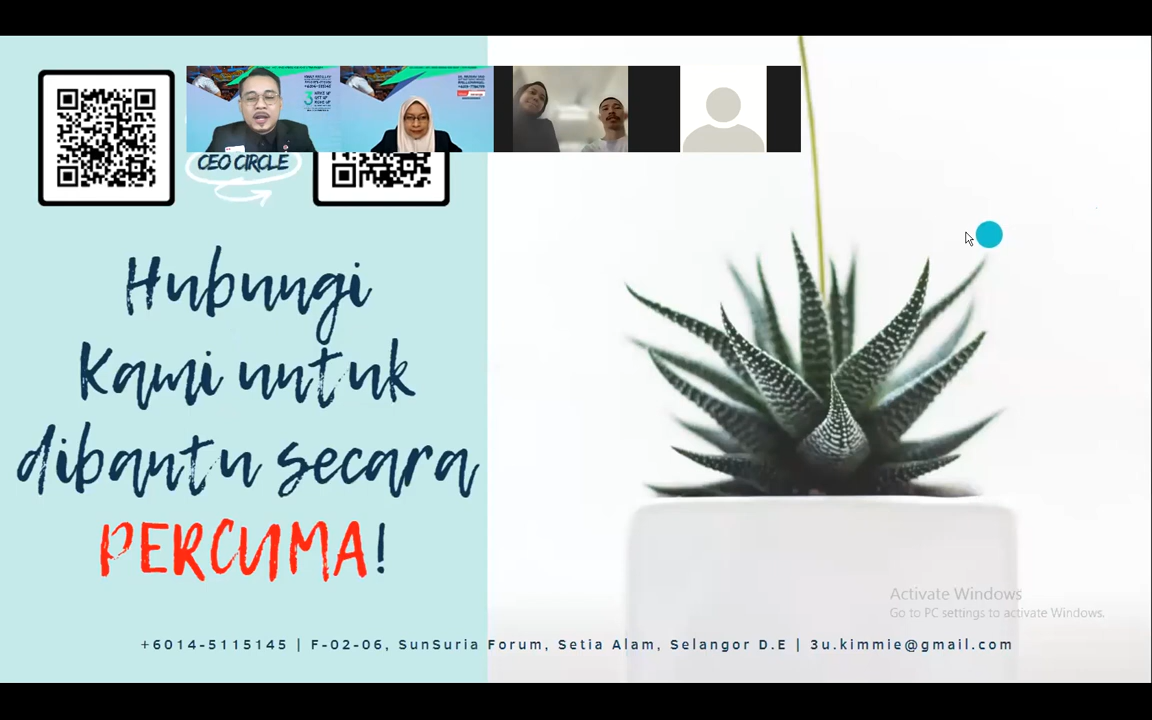 CEO CIRCLE
Hubungi
Kami untuk
dibantu secara
PERCUMA!
Activate Windows
Go to PC settings to activate Windows.
+6014-5115145 | F-02-06, SunSuria Forum, Setia Alam, Selangor D.E | 3u.kimmie@gmail.com